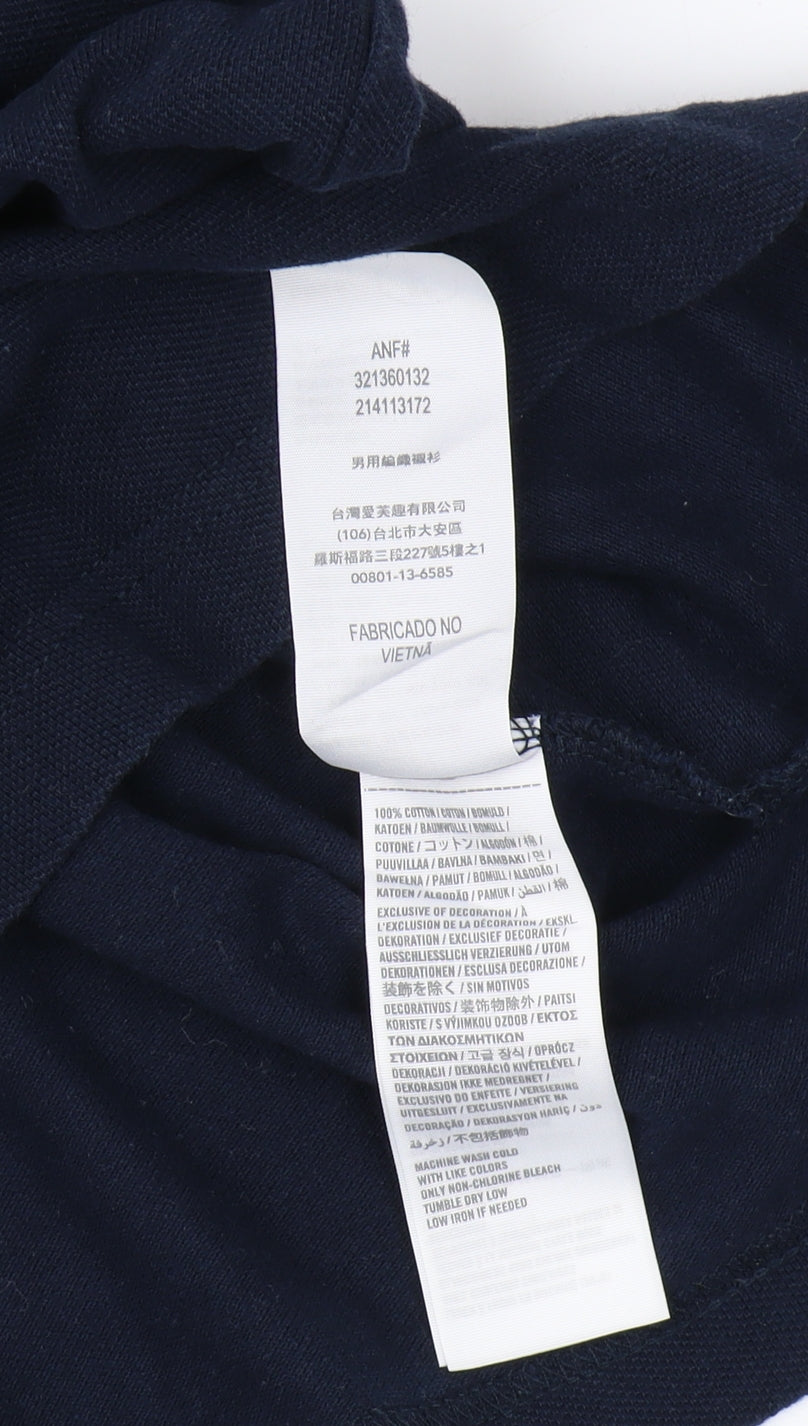 ANF#
321360132
214113172
男用編織襯衫
台灣愛芙趣有限公司
(106)台北市大安區
羅斯福路三段227號5樓之1
00801-13-6585
FABRICADO NO
VIETNÃ
100% COTTON / COTON / BOMULD /
KATOEN / BAUMWOLLE / BOMULL /
COTONE / コットン / ALGODÓN / 棉 /
PUUVILLAA / BAVLNA / ΒΑΜΒΑΚΙ / 면 /
BAWEŁNA / PAMUT / BOMULL / ALGODÃO /
KATOEN / ALGODÃO / PAMUK / القطن / 棉
EXCLUSIVE OF DECORATION / À
L'EXCLUSION DE LA DÉCORATION / EKSKL.
DEKORATION / EXCLUSIEF DECORATIE /
AUSSCHLIESSLICH VERZIERUNG / UTOM
DEKORATIONEN / ESCLUSA DECORAZIONE /
装飾を除く / SIN MOTIVOS
DECORATIVOS / 装饰物除外 / PAITSI
KORISTE / S VÝJIMKOU OZDOB / ΕΚΤΟΣ
ΤΩΝ ΔΙΑΚΟΣΜΗΤΙΚΩΝ
ΣΤΟΙΧΕΙΩΝ / 고급 장식 / OPRÓCZ
DEKORACJI / DEKORÁCIÓ KIVÉTELÉVEL /
DEKORASJON IKKE MEDREGNET /
EXCLUSIVO DO ENFEITE / VERSIERING
UITGESLUIT / EXCLUSIVAMENTE NA
DECORAÇÃO / DEKORASYON HARIÇ / دون
زخرفة / 不包括飾物
MACHINE WASH COLD
WITH LIKE COLORS
ONLY NON-CHLORINE BLEACH
TUMBLE DRY LOW
LOW IRON IF NEEDED